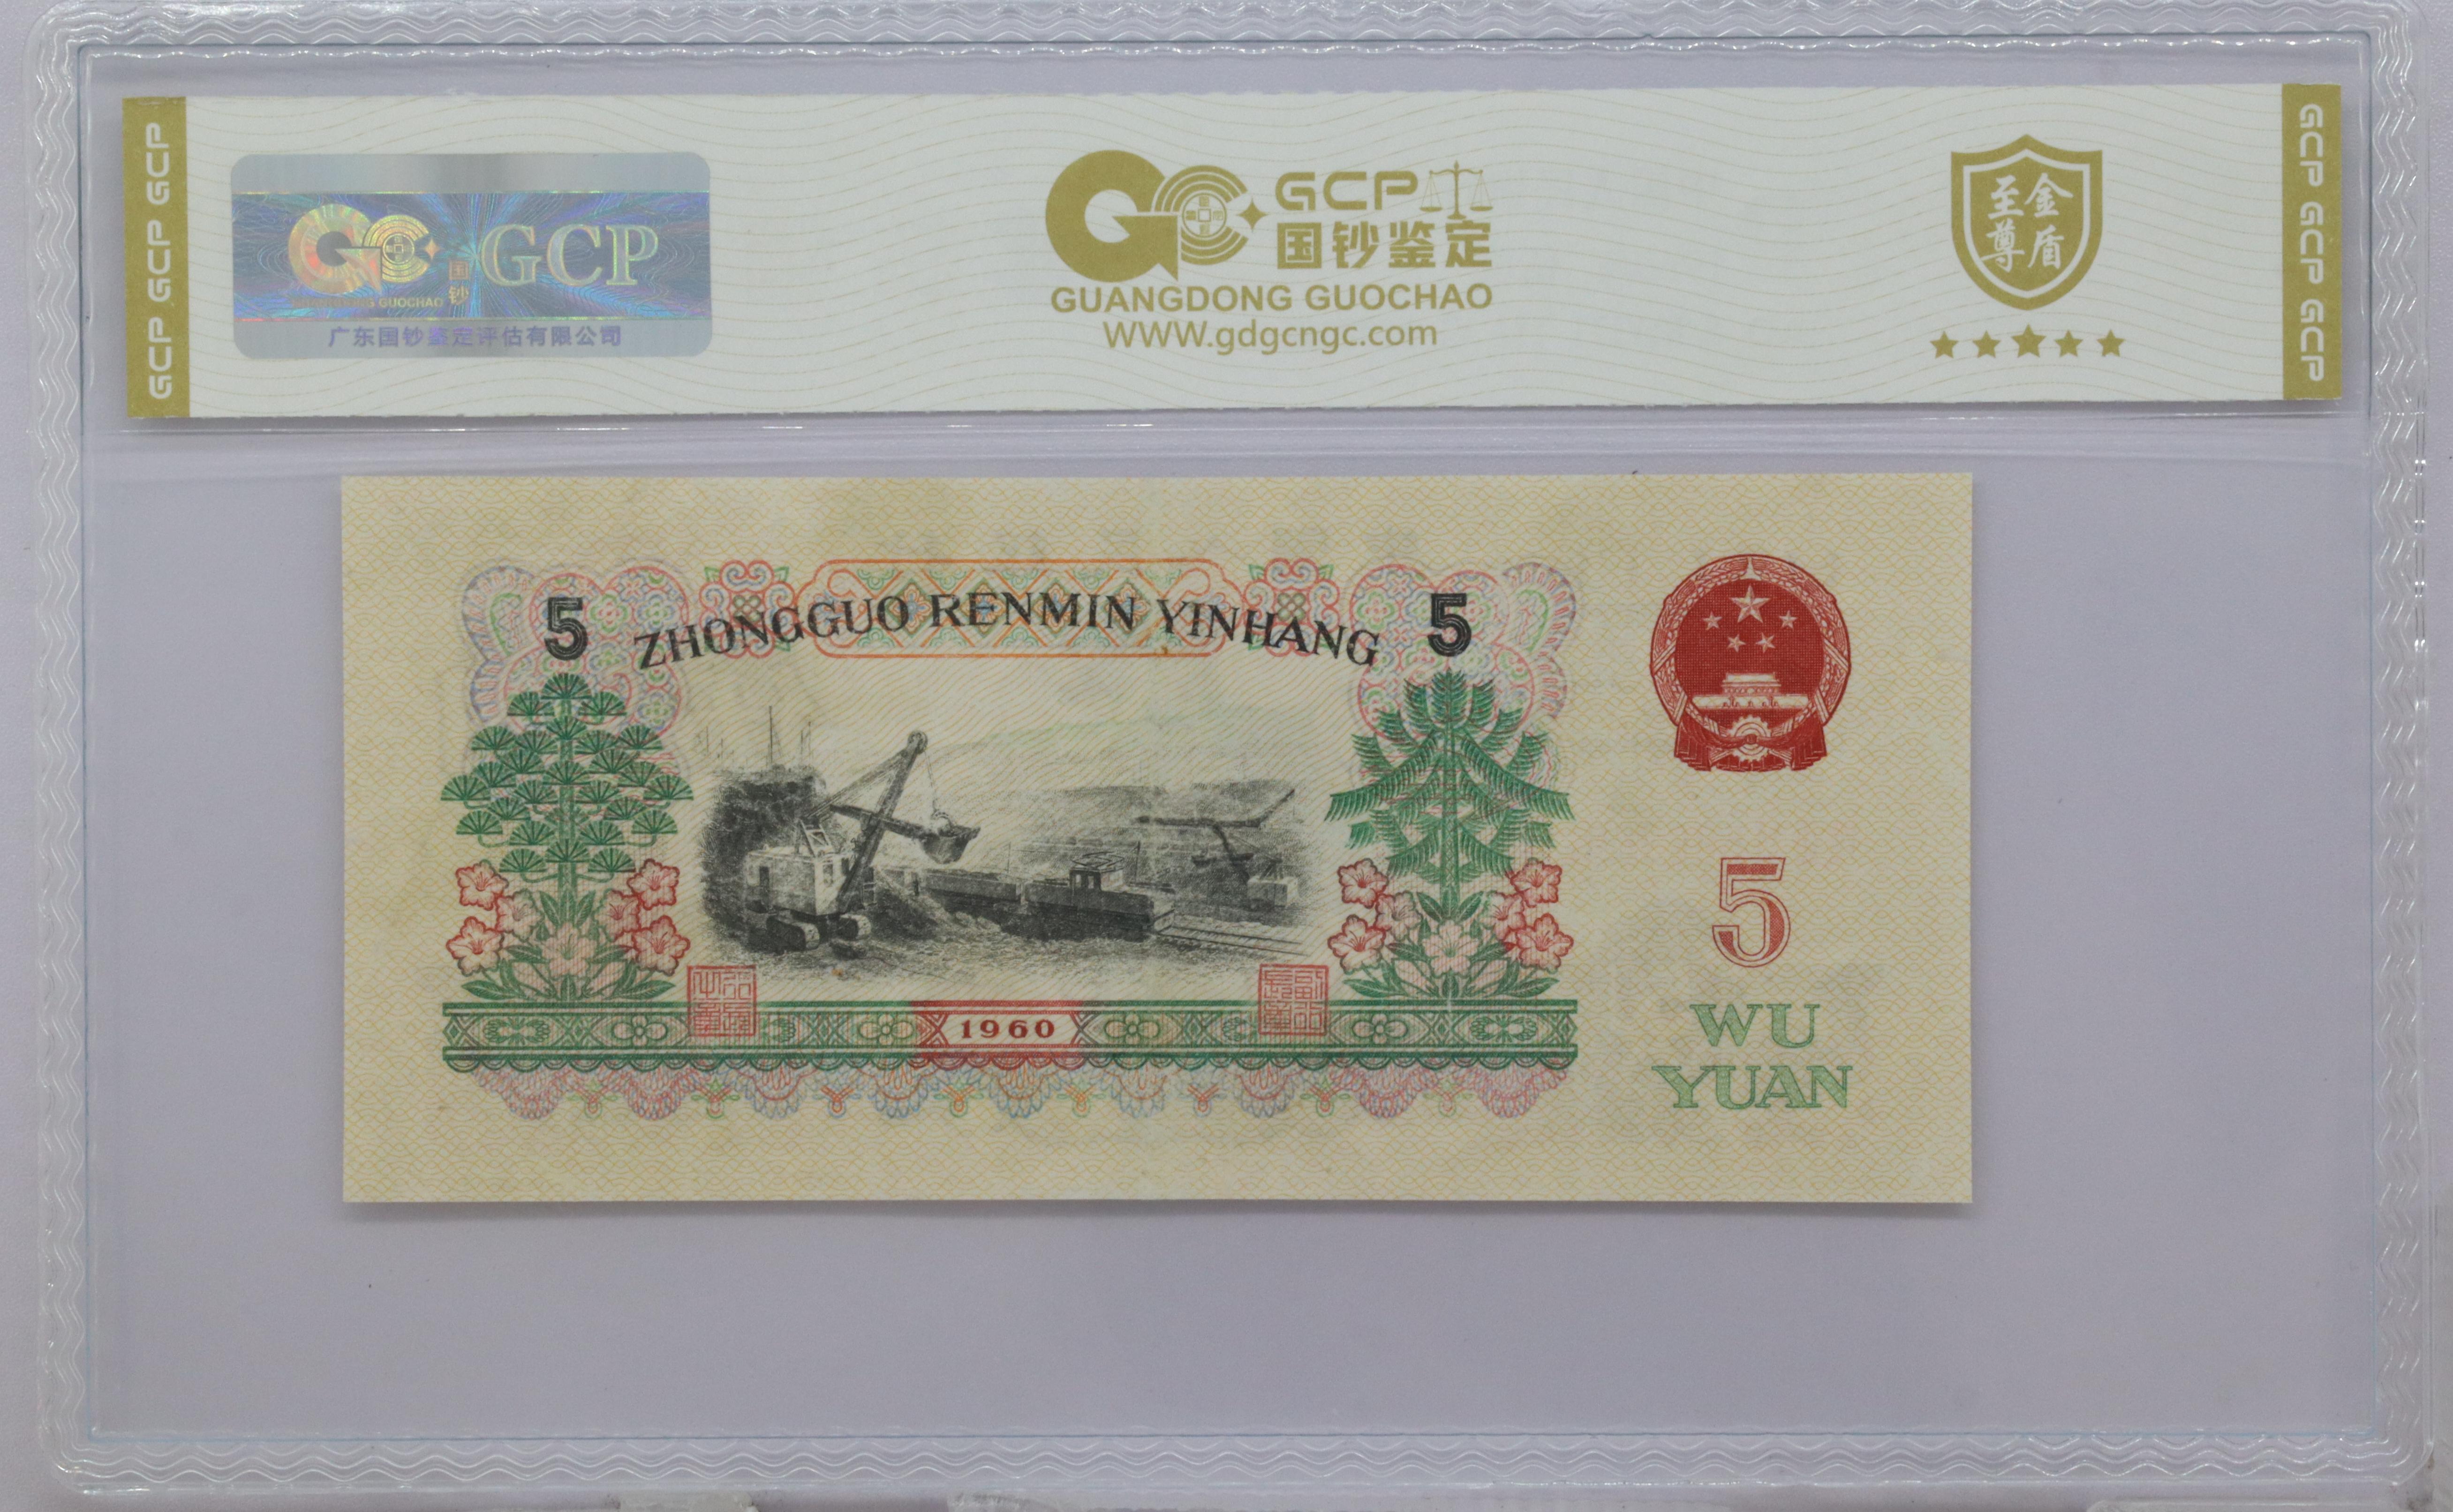 GCP GCP GCP
GCP
国钞
GUANGDONG GUOCHAO
广东国钞鉴定评估有限公司
GCP
国钞鉴定
GUANGDONG GUOCHAO
WWW.gdgcngc.com
至尊金盾
GCP GCP GCP
5 ZHONGGUO RENMIN YINHANG 5
1960
5
WU
YUAN